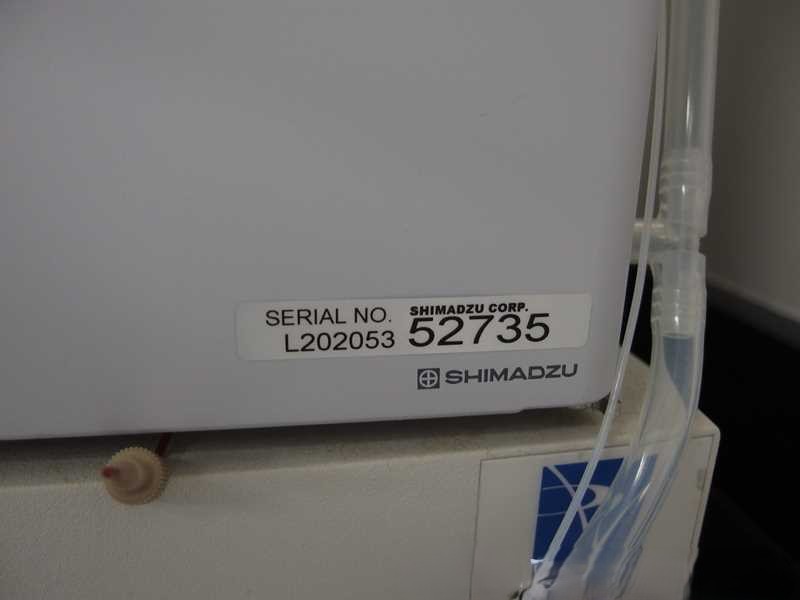 SERIAL NO. SHIMADZU CORP.
L202053 52735
SHIMADZU